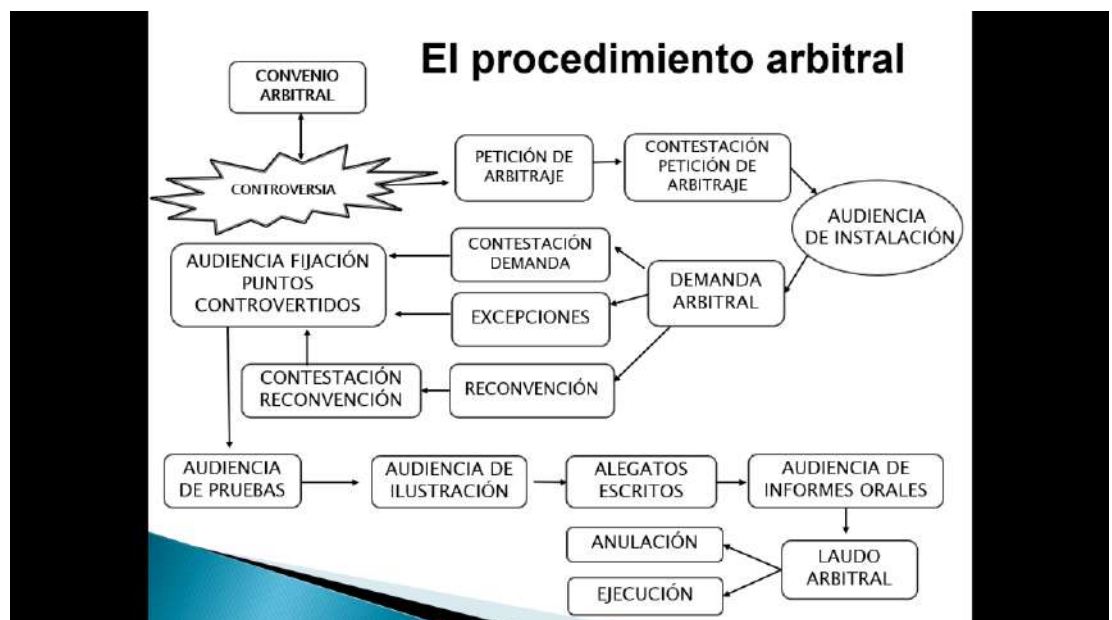 El procedimiento arbitral
CONVENIO
ARBITRAL
CONTROVERSIA
PETICIÓN DE
ARBITRAJE
CONTESTACIÓN
PETICIÓN DE
ARBITRAJE
AUDIENCIA
DE INSTALACIÓN
DEMANDA
ARBITRAL
CONTESTACIÓN
DEMANDA
EXCEPCIONES
RECONVENCIÓN
CONTESTACIÓN
RECONVENCIÓN
AUDIENCIA FIJACIÓN
PUNTOS
CONTROVERTIDOS
AUDIENCIA
DE PRUEBAS
AUDIENCIA DE
ILUSTRACIÓN
ALEGATOS
ESCRITOS
AUDIENCIA DE
INFORMES ORALES
LAUDO
ARBITRAL
ANULACIÓN
EJECUCIÓN